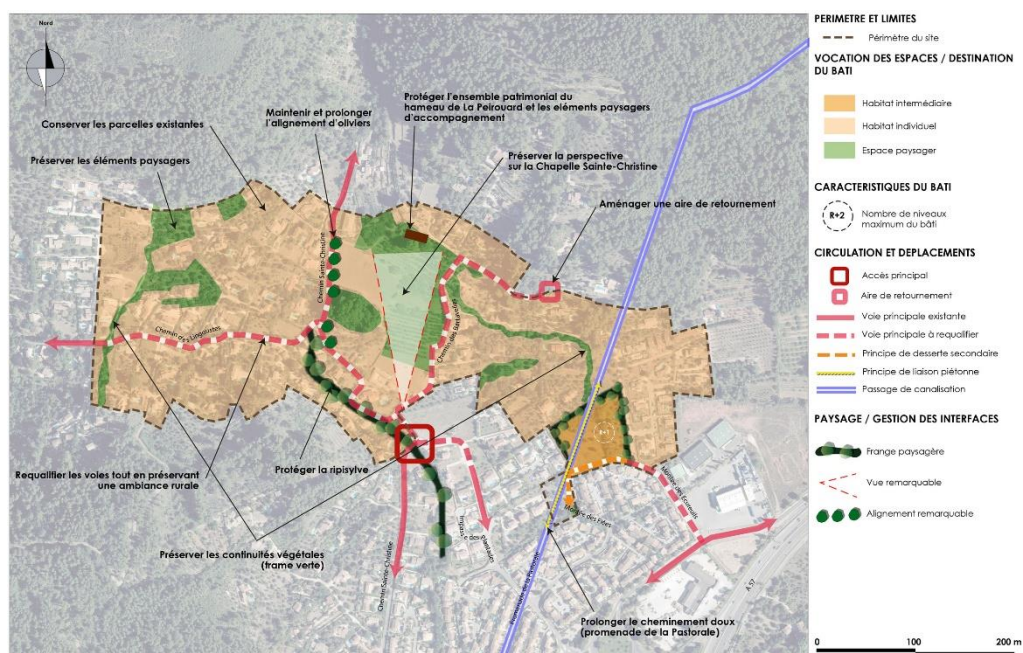 Nord
Conserver les parcelles existantes
Préserver les éléments paysagers
Maintenir et prolonger
l'alignement d'oliviers
Protéger l'ensemble patrimonial du
hameau de La Peirouard et les éléments paysagers
d'accompagnement
Préserver la perspective
sur la Chapelle Sainte-Christine
Aménager une aire de retournement
Chemin Sainte-Christine
R+1
Requalifier les voies tout en préservant
une ambiance rurale
Protéger la ripisylve
Préserver les continuités végétales
(trame verte)
Chemin Sainte-Christine
Promenade de la Pastorale
A 57
Prolonger le cheminement doux
(promenade de la Pastorale)
PERIMETRE ET LIMITES
Périmètre du site
VOCATION DES ESPACES / DESTINATION
DU BATI
Habitat intermédiaire
Habitat individuel
Espace paysager
CARACTERISTIQUES DU BATI
R+2
Nombre de niveaux
maximum du bâti
CIRCULATION ET DEPLACEMENTS
Accès principal
Aire de retournement
Voie principale existante
Voie principale à requalifier
Principe de desserte secondaire
Principe de liaison piétonne
Passage de canalisation
PAYSAGE / GESTION DES INTERFACES
Frange paysagère
Vue remarquable
Alignement remarquable
0 100 200 m